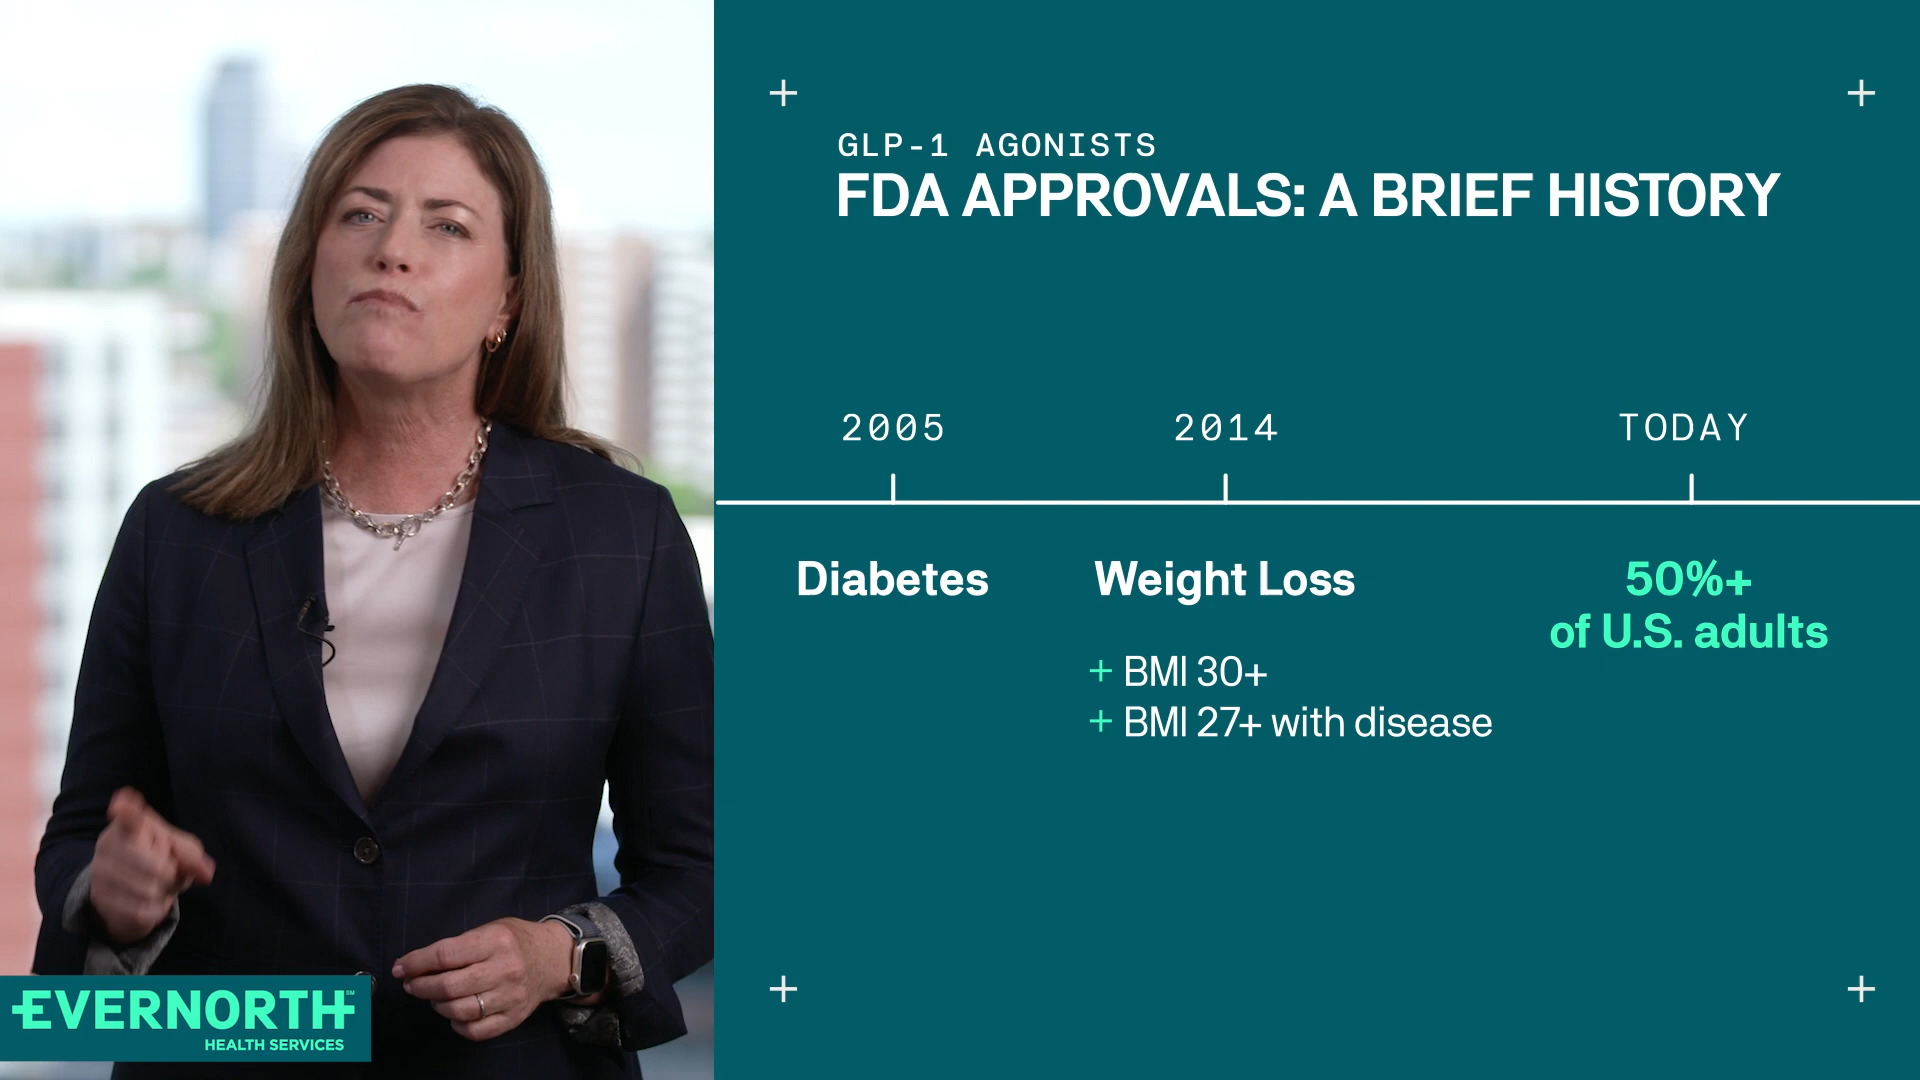 GLP-1 AGONISTS
FDA APPROVALS: A BRIEF HISTORY
2005
2014
TODAY
Diabetes
Weight Loss
50%+
of U.S. adults
+ BMI 30+
+ BMI 27+ with disease
EVERNORTH℠
HEALTH SERVICES